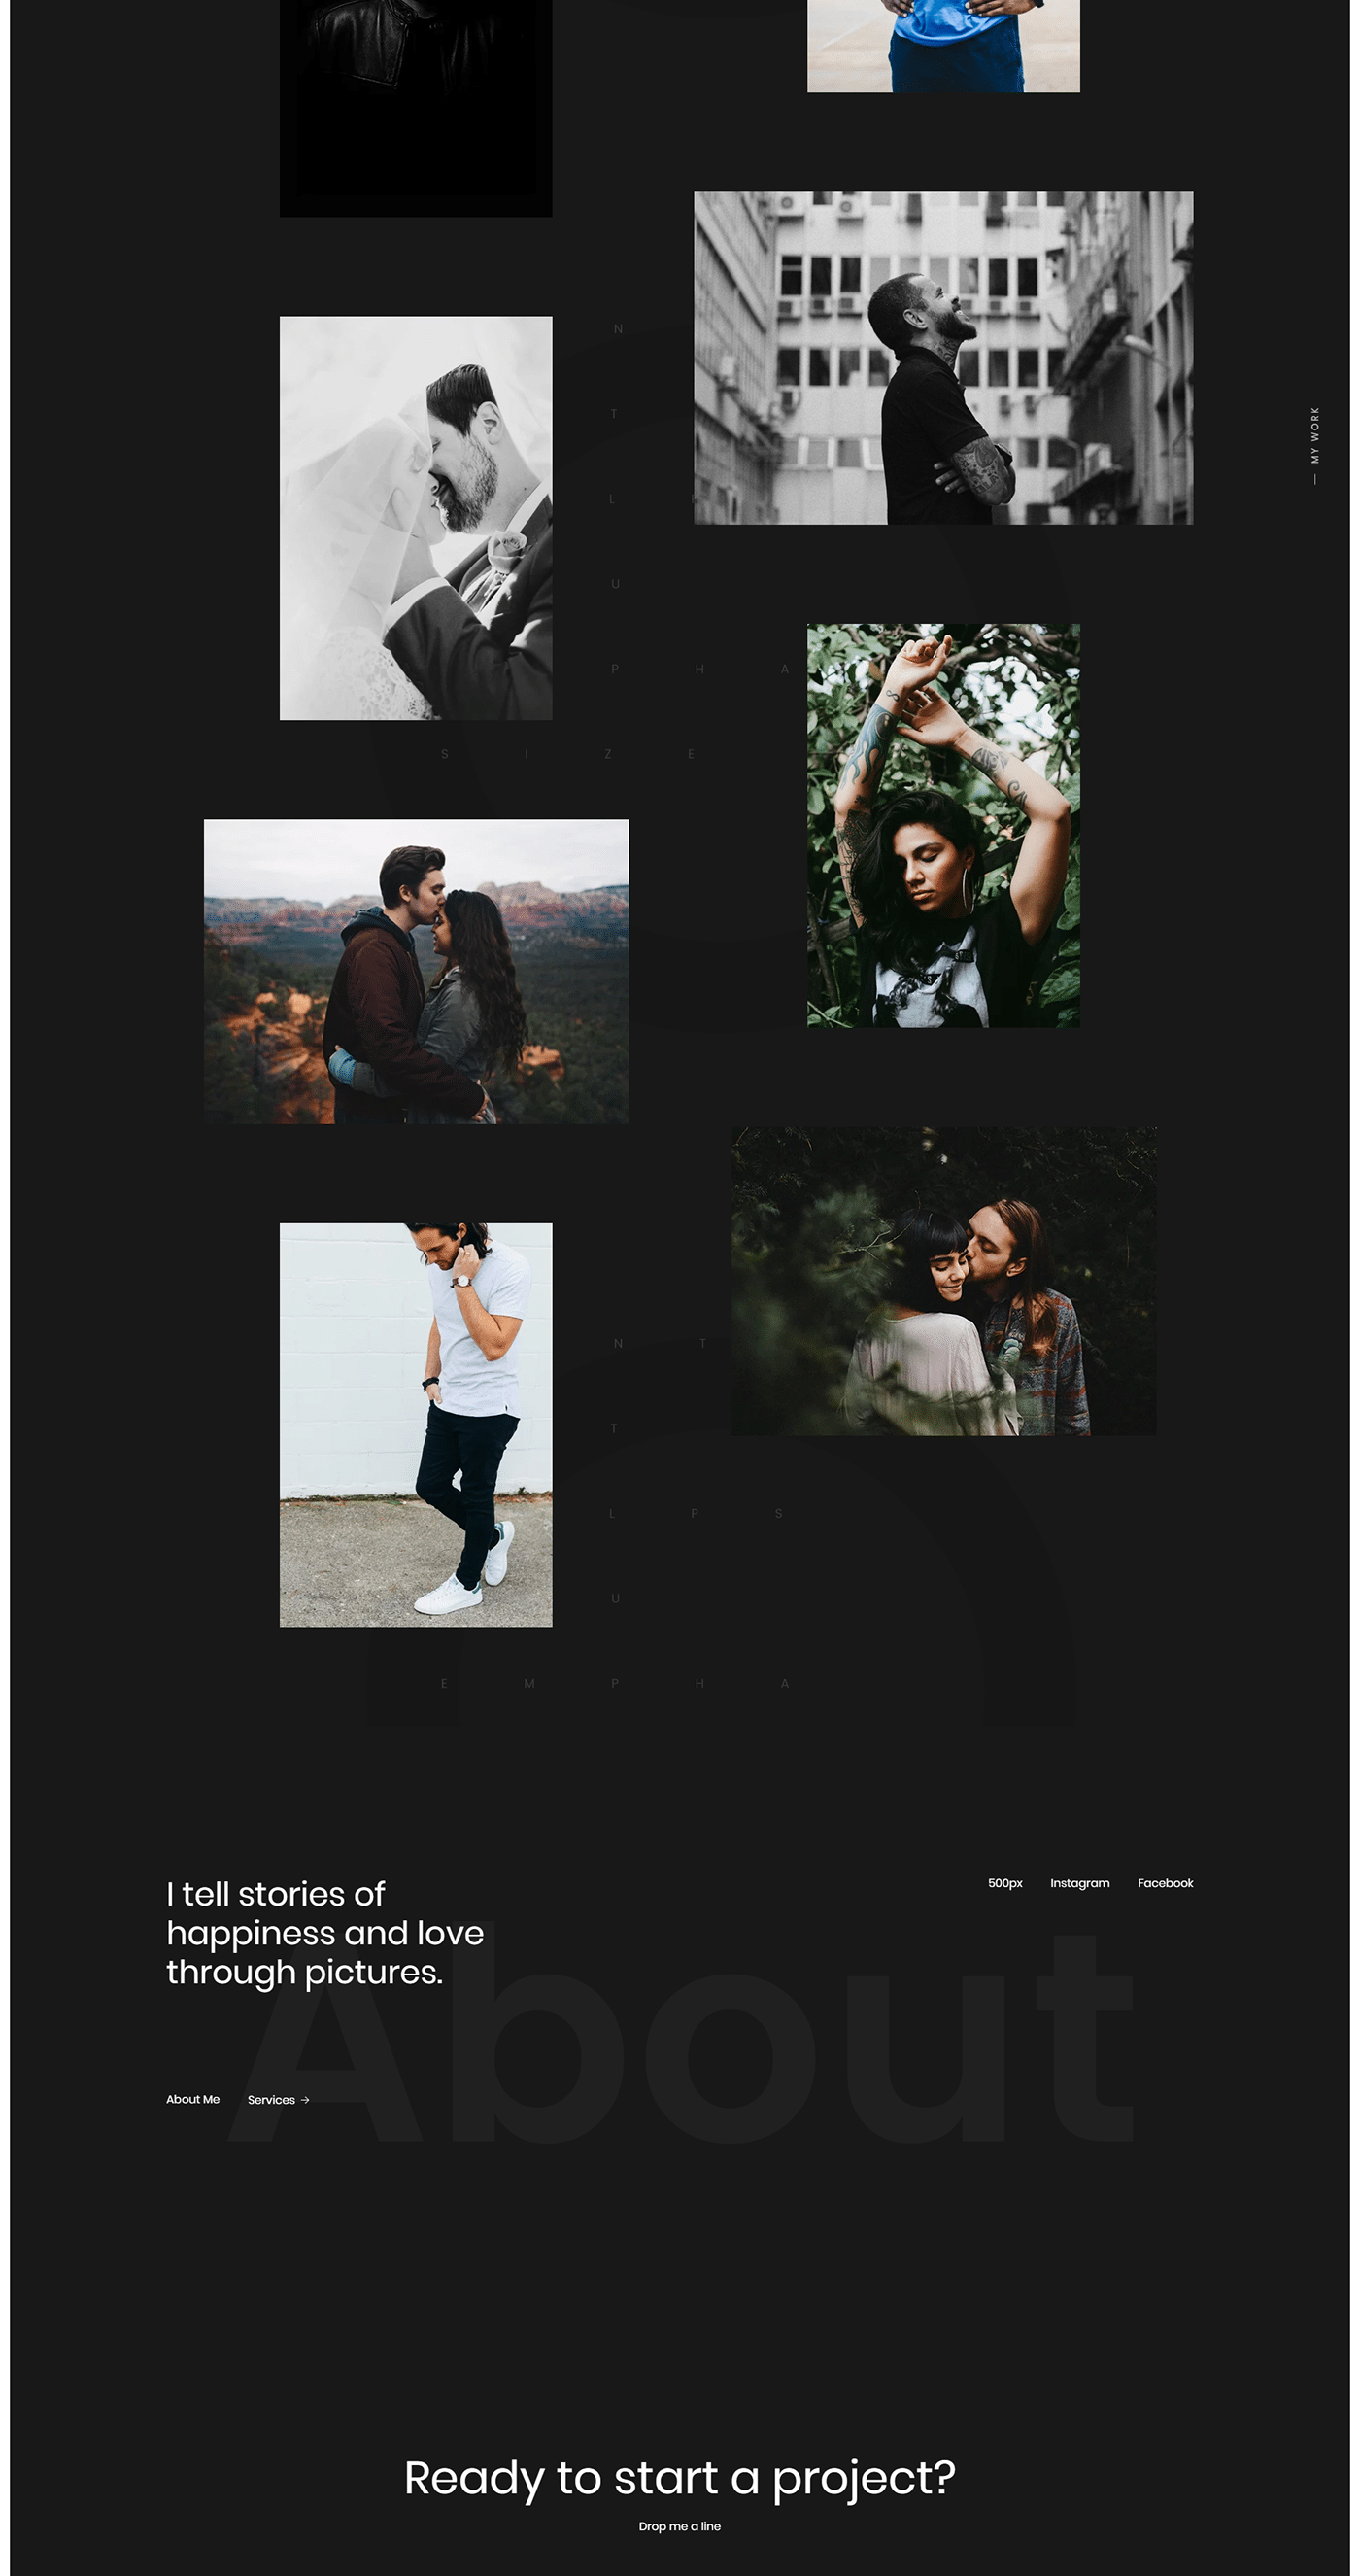 N
MY WORK
T
L
U
P H A
S I Z E
N T
T
L P S
U
E M P H A
I tell stories of
happiness and love
through pictures.
500px Instagram Facebook
About
About Me Services →
Ready to start a project?
Drop me a line